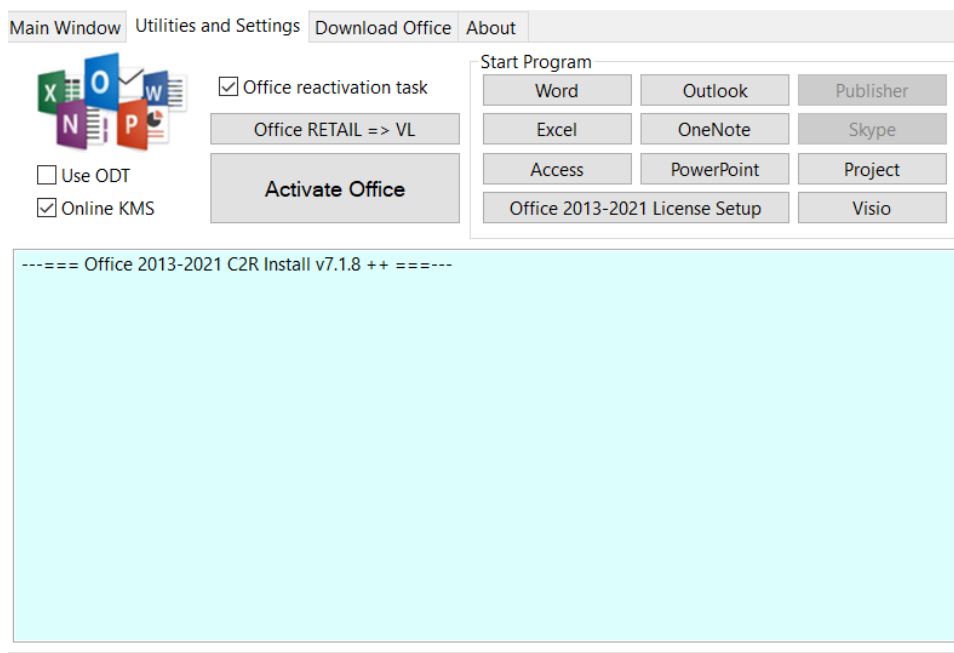 Main Window Utilities and Settings Download Office About
Start Program
Office reactivation task
Word Outlook Publisher
Office RETAIL => VL
Excel OneNote Skype
Use ODT
Activate Office
Access PowerPoint Project
Online KMS
Office 2013-2021 License Setup Visio
---=== Office 2013-2021 C2R Install v7.1.8 ++ ===---